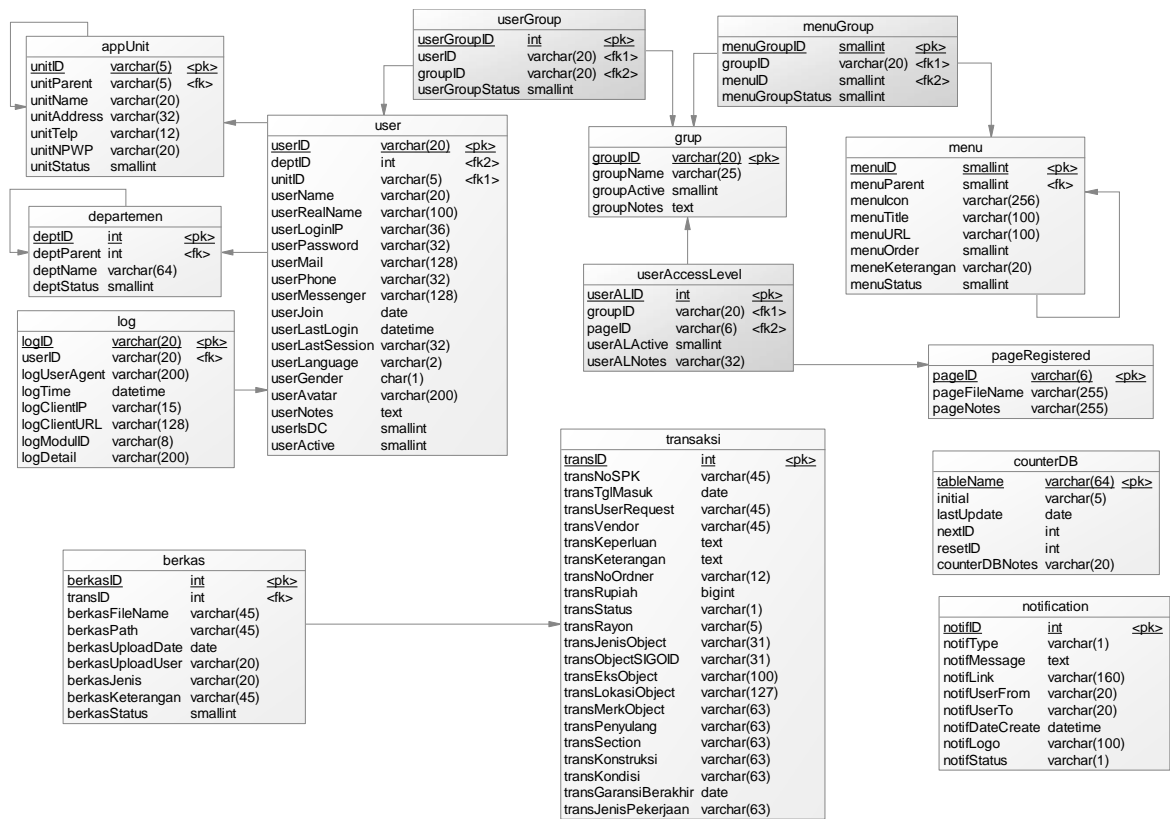 appUnit
unitID varchar(5) <pk>
unitParent varchar(5) <fk>
unitName varchar(20)
unitAddress varchar(32)
unitTelp varchar(12)
unitNPWP varchar(20)
unitStatus smallint
userGroup
userGroupID int <pk>
userID varchar(20) <fk1>
groupID varchar(20) <fk2>
userGroupStatus smallint
menuGroup
menuGroupID smallint <pk>
groupID varchar(20) <fk1>
menuID smallint <fk2>
menuGroupStatus smallint
user
userID varchar(20) <pk>
deptID int <fk2>
unitID varchar(5) <fk1>
userName varchar(20)
userRealName varchar(100)
userLoginIP varchar(36)
userPassword varchar(32)
userMail varchar(128)
userPhone varchar(32)
userMessenger varchar(128)
userJoin date
userLastLogin datetime
userLastSession varchar(32)
userLanguage varchar(2)
userGender char(1)
userAvatar varchar(200)
userNotes text
userIsDC smallint
userActive smallint
grup
groupID varchar(20) <pk>
groupName varchar(25)
groupActive smallint
groupNotes text
menu
menuID smallint <pk>
menuParent smallint <fk>
menuIcon varchar(256)
menuTitle varchar(100)
menuURL varchar(100)
menuOrder smallint
meneKeterangan varchar(20)
menuStatus smallint
departemen
deptID int <pk>
deptParent int <fk>
deptName varchar(64)
deptStatus smallint
userAccessLevel
userALID int <pk>
groupID varchar(20) <fk1>
pageID varchar(6) <fk2>
userALActive smallint
userALNotes varchar(32)
log
logID varchar(20) <pk>
userID varchar(20) <fk>
logUserAgent varchar(200)
logTime datetime
logClientIP varchar(15)
logClientURL varchar(128)
logModulID varchar(8)
logDetail varchar(200)
pageRegistered
pageID varchar(6) <pk>
pageFileName varchar(255)
pageNotes varchar(255)
transaksi
transID int <pk>
transNoSPK varchar(45)
transTglMasuk date
transUserRequest varchar(45)
transVendor varchar(45)
transKeperluan text
transKeterangan text
transNoOrdner varchar(12)
transRupiah bigint
transStatus varchar(1)
transRayon varchar(5)
transJenisObject varchar(31)
transObjectSIGOID varchar(31)
transEksObject varchar(100)
transLokasiObject varchar(127)
transMerkObject varchar(63)
transPenyulang varchar(63)
transSection varchar(63)
transKonstruksi varchar(63)
transKondisi varchar(63)
transGaransiBerakhir date
transJenisPekerjaan varchar(63)
counterDB
tableName varchar(64) <pk>
initial varchar(5)
lastUpdate date
nextID int
resetID int
counterDBNotes varchar(20)
berkas
berkasID int <pk>
transID int <fk>
berkasFileName varchar(45)
berkasPath varchar(45)
berkasUploadDate date
berkasUploadUser varchar(20)
berkasJenis varchar(20)
berkasKeterangan varchar(45)
berkasStatus smallint
notification
notifID int <pk>
notifType varchar(1)
notifMessage text
notifLink varchar(160)
notifUserFrom varchar(20)
notifUserTo varchar(20)
notifDateCreate datetime
notifLogo varchar(100)
notifStatus varchar(1)